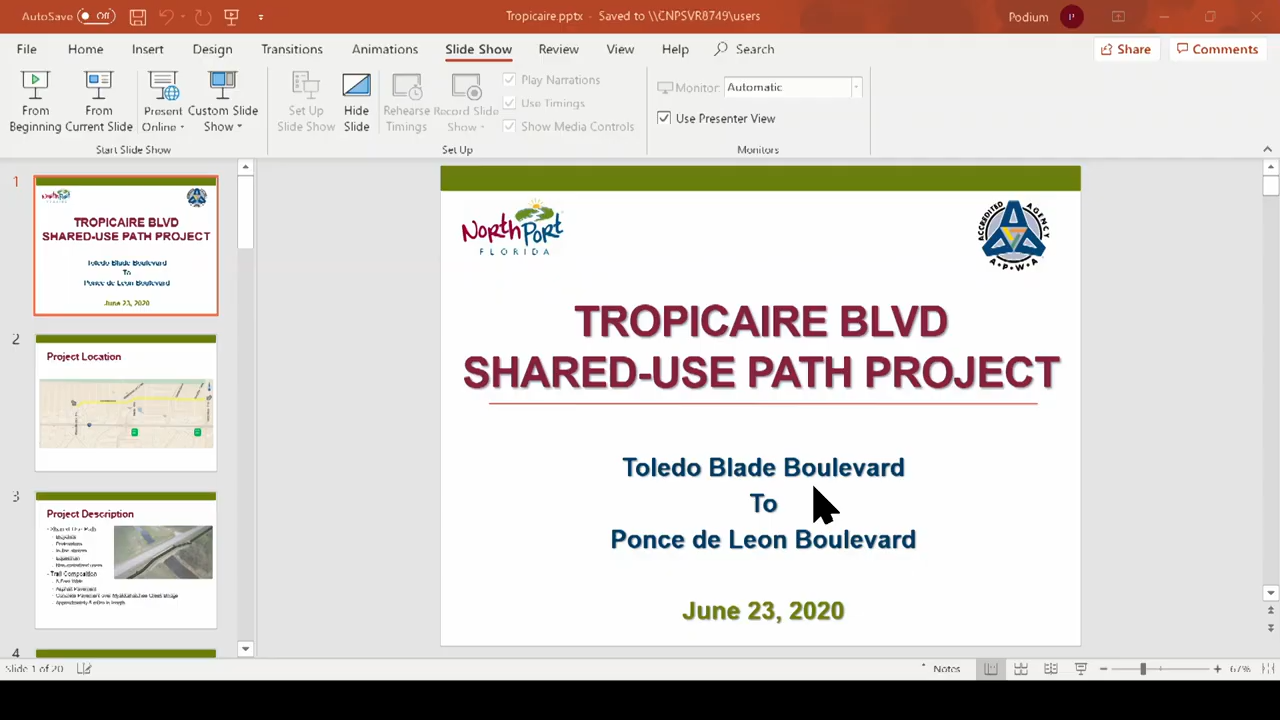 AutoSave Off
Tropicaire.pptx - Saved to \\CNPSVR8749\users
Podium P
File Home Insert Design Transitions Animations Slide Show Review View Help Search
Share Comments
From Beginning
From Current Slide
Present Online
Custom Slide Show
Set Up Slide Show
Hide Slide
Rehearse Timings
Record Slide Show
Play Narrations
Use Timings
Show Media Controls
Monitor: Automatic
Use Presenter View
Start Slide Show
Set Up
Monitors
1
NorthPort
TROPICAIRE BLVD
SHARED-USE PATH PROJECT
Toledo Blade Boulevard
To
Ponce de Leon Boulevard
June 23, 2020
2
Project Location
3
Project Description
Trail Composition
Asphalt Pavement
4
NorthPort
FLORIDA
ACCREDITED AGENCY
A•P•W•A
TROPICAIRE BLVD
SHARED-USE PATH PROJECT
Toledo Blade Boulevard
To
Ponce de Leon Boulevard
June 23, 2020
Slide 1 of 20
Notes
67%